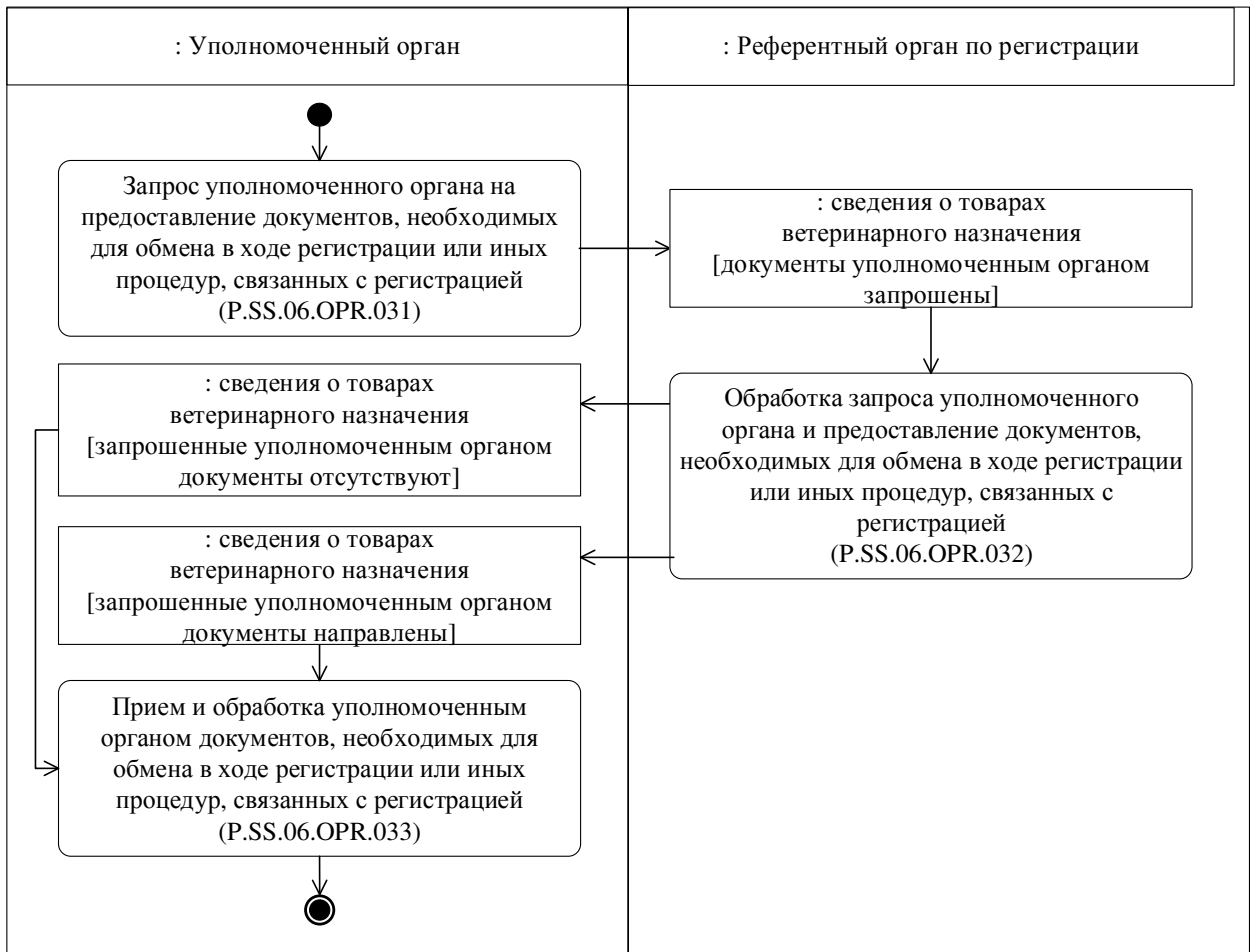 : Уполномоченный орган
: Референтный орган по регистрации
Запрос уполномоченного органа на
предоставление документов, необходимых
для обмена в ходе регистрации или иных
процедур, связанных с регистрацией
(P.SS.06.OPR.031)
: сведения о товарах
ветеринарного назначения
[документы уполномоченным органом
запрошены]
: сведения о товарах
ветеринарного назначения
[запрошенные уполномоченным органом
документы отсутствуют]
Обработка запроса уполномоченного
органа и предоставление документов,
необходимых для обмена в ходе регистрации
или иных процедур, связанных с
регистрацией
(P.SS.06.OPR.032)
: сведения о товарах
ветеринарного назначения
[запрошенные уполномоченным органом
документы направлены]
Прием и обработка уполномоченным
органом документов, необходимых для
обмена в ходе регистрации или иных
процедур, связанных с регистрацией
(P.SS.06.OPR.033)